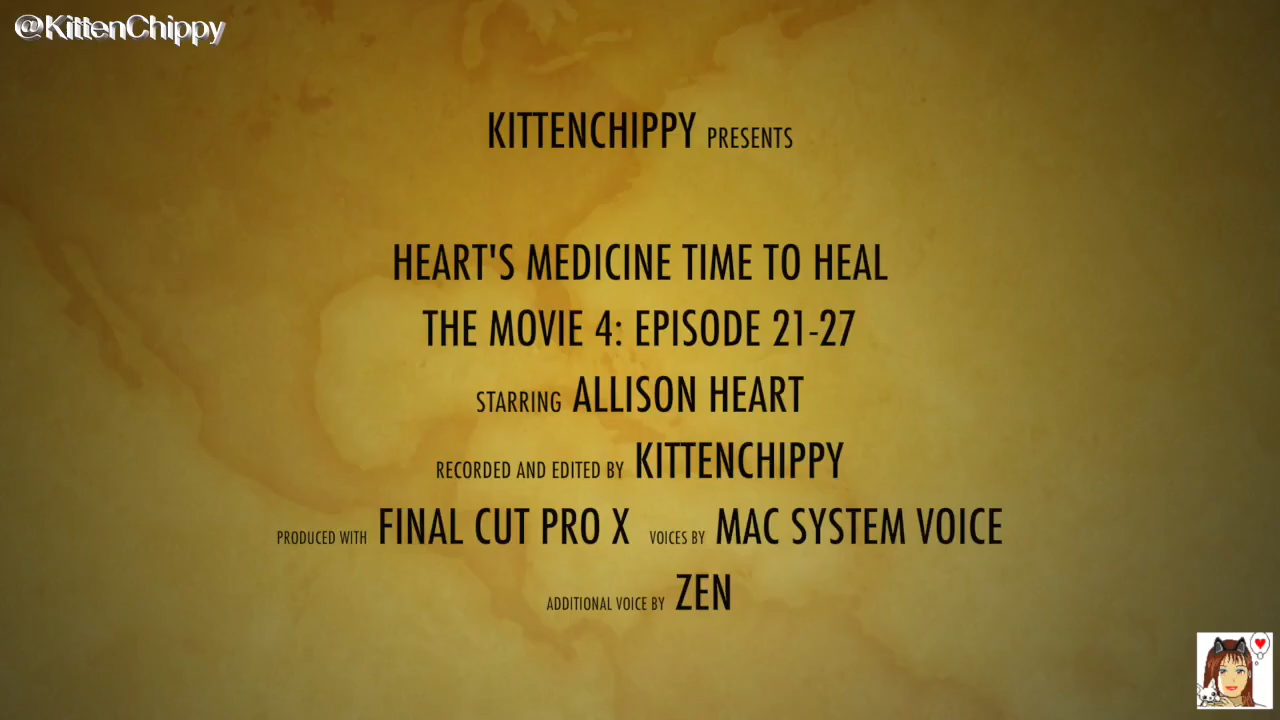 @KittenChippy
KITTENCHIPPY PRESENTS
HEART'S MEDICINE TIME TO HEAL
THE MOVIE 4: EPISODE 21-27
STARRING ALLISON HEART
RECORDED AND EDITED BY KITTENCHIPPY
PRODUCED WITH FINAL CUT PRO X VOICES BY MAC SYSTEM VOICE
ADDITIONAL VOICE BY ZEN